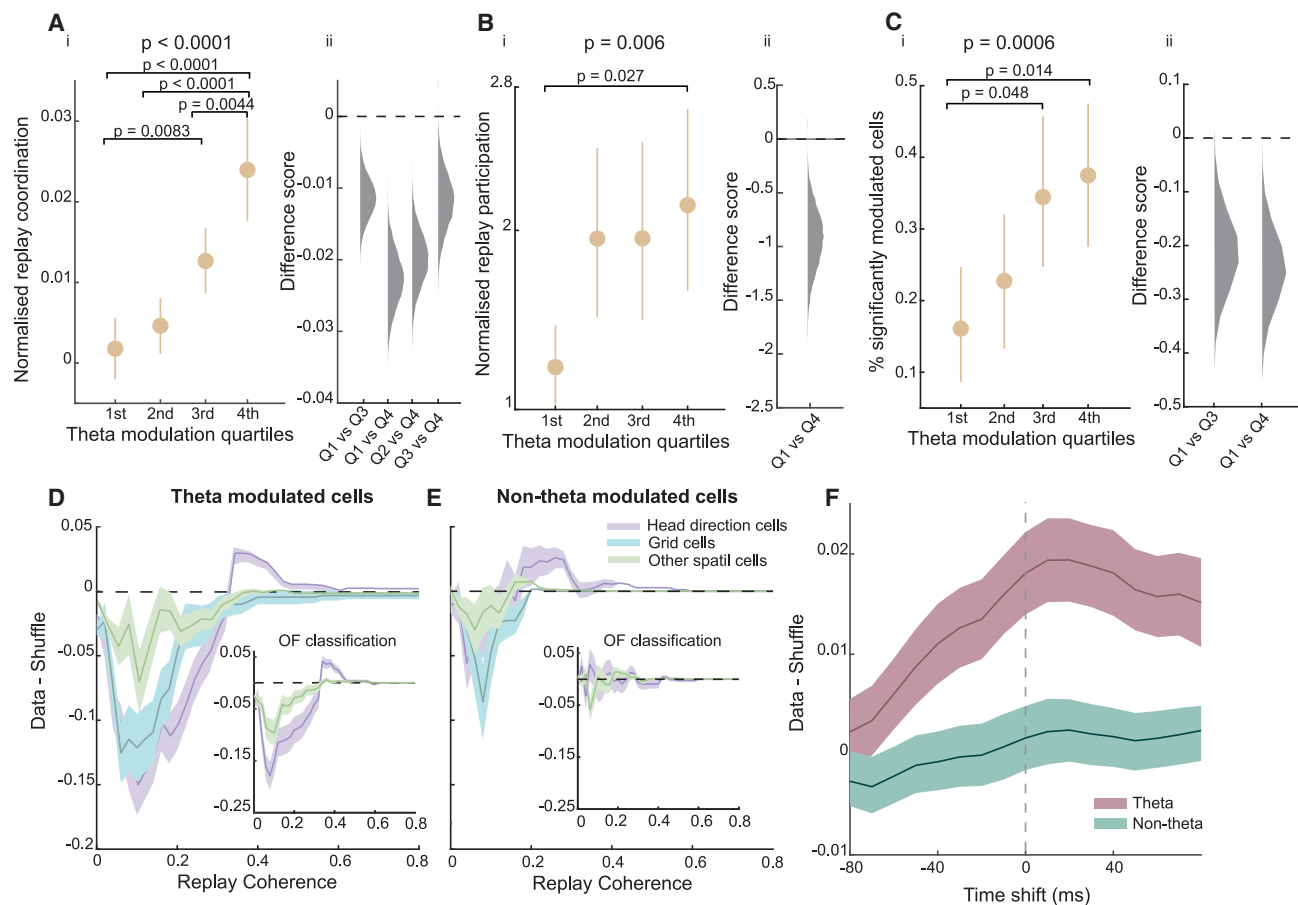 A
i
p < 0.0001
p < 0.0001
p < 0.0001
p = 0.0044
p = 0.0083
Normalised replay coordination
0.03
0.02
0.01
0
1st 2nd 3rd 4th
Theta modulation quartiles
ii
Difference score
0
-0.01
-0.02
-0.03
-0.04
Q1 vs Q3
Q1 vs Q4
Q2 vs Q4
Q3 vs Q4
B
i
p = 0.006
p = 0.027
Normalised replay participation
2.8
2
1
1st 2nd 3rd 4th
Theta modulation quartiles
ii
Difference score
0.5
0
-0.5
-1
-1.5
-2
-2.5
Q1 vs Q4
C
i
p = 0.0006
p = 0.014
p = 0.048
% significantly modulated cells
0.5
0.4
0.3
0.2
0.1
1st 2nd 3rd 4th
Theta modulation quartiles
ii
Difference score
0.1
0
-0.1
-0.2
-0.3
-0.4
-0.5
Q1 vs Q3
Q1 vs Q4
D
Theta modulated cells
Data - Shuffle
0.05
0
-0.05
-0.1
-0.15
-0.2
0 0.2 0.4 0.6 0.8
Replay Coherence
OF classification
0.05
-0.05
-0.15
-0.25
0 0.2 0.4 0.6 0.8
E
Non-theta modulated cells
Head direction cells
Grid cells
Other spatil cells
0 0.2 0.4 0.6 0.8
Replay Coherence
OF classification
0.05
-0.05
-0.15
-0.25
0 0.2 0.4 0.6 0.8
F
Data - Shuffle
0.02
0.01
0
-0.01
-80 -40 0 40
Time shift (ms)
Theta
Non-theta